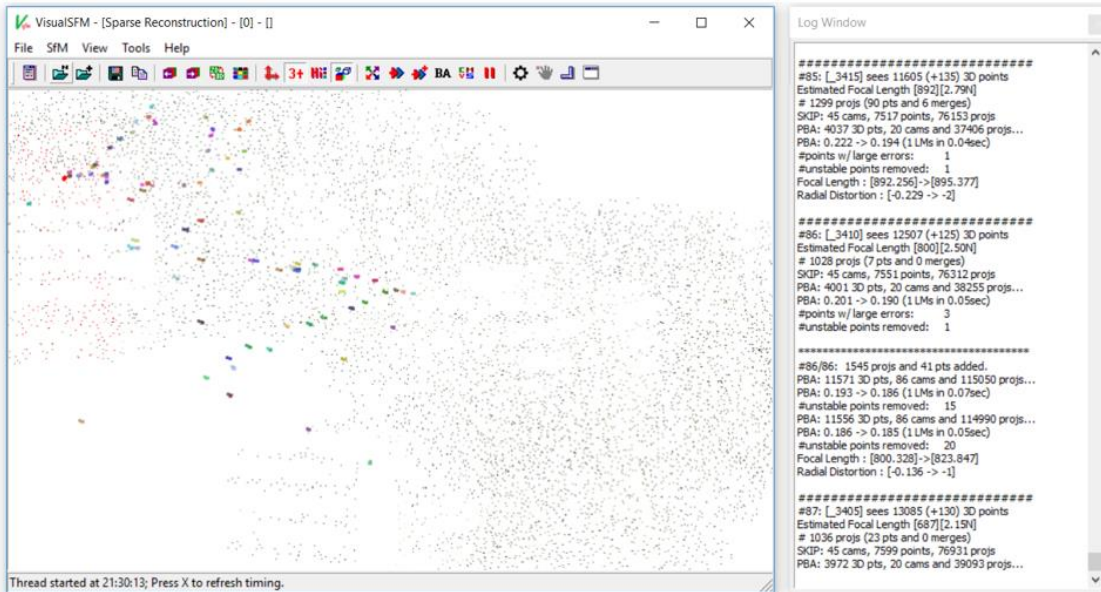 VisualSFM - [Sparse Reconstruction] - [0] - []
File SfM View Tools Help
3+ BA
Thread started at 21:30:13; Press X to refresh timing.
Log Window
#############################
#85: [_3415] sees 11605 (+135) 3D points
Estimated Focal Length [892][2.79N]
# 1299 projs (90 pts and 6 merges)
SKIP: 45 cams, 7517 points, 76153 projs
PBA: 4037 3D pts, 20 cams and 37406 projs...
PBA: 0.222 -> 0.194 (1 LMs in 0.04sec)
#points w/ large errors: 1
#unstable points removed: 1
Focal Length : [892.256]->[895.377]
Radial Distortion : [-0.229 -> -2]
#############################
#86: [_3410] sees 12507 (+125) 3D points
Estimated Focal Length [800][2.50N]
# 1028 projs (7 pts and 0 merges)
SKIP: 45 cams, 7551 points, 76312 projs
PBA: 4001 3D pts, 20 cams and 38255 projs...
PBA: 0.201 -> 0.190 (1 LMs in 0.05sec)
#points w/ large errors: 3
#unstable points removed: 1
****************************************
#86/86: 1545 projs and 41 pts added.
PBA: 11571 3D pts, 86 cams and 115050 projs...
PBA: 0.193 -> 0.186 (1 LMs in 0.07sec)
#unstable points removed: 15
PBA: 11556 3D pts, 86 cams and 114990 projs...
PBA: 0.186 -> 0.185 (1 LMs in 0.05sec)
#unstable points removed: 20
Focal Length : [800.328]->[823.847]
Radial Distortion : [-0.136 -> -1]
#############################
#87: [_3405] sees 13085 (+130) 3D points
Estimated Focal Length [687][2.15N]
# 1036 projs (23 pts and 0 merges)
SKIP: 45 cams, 7599 points, 76931 projs
PBA: 3972 3D pts, 20 cams and 39093 projs...